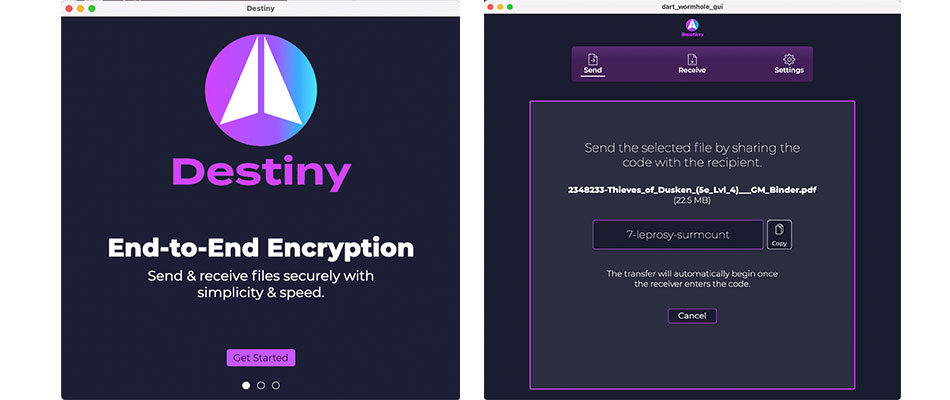 Destiny
Destiny
End-to-End Encryption
Send & receive files securely with
simplicity & speed.
Get Started
dart_wormhole_gui
Destiny
Send
Receive
Settings
Send the selected file by sharing the
code with the recipient.
2348233-Thieves_of_Dusken_(5e_Lvl_4)___GM_Binder.pdf
(22.5 MB)
7-leprosy-surmount
Copy
The transfer will automatically begin once
the receiver enters the code.
Cancel